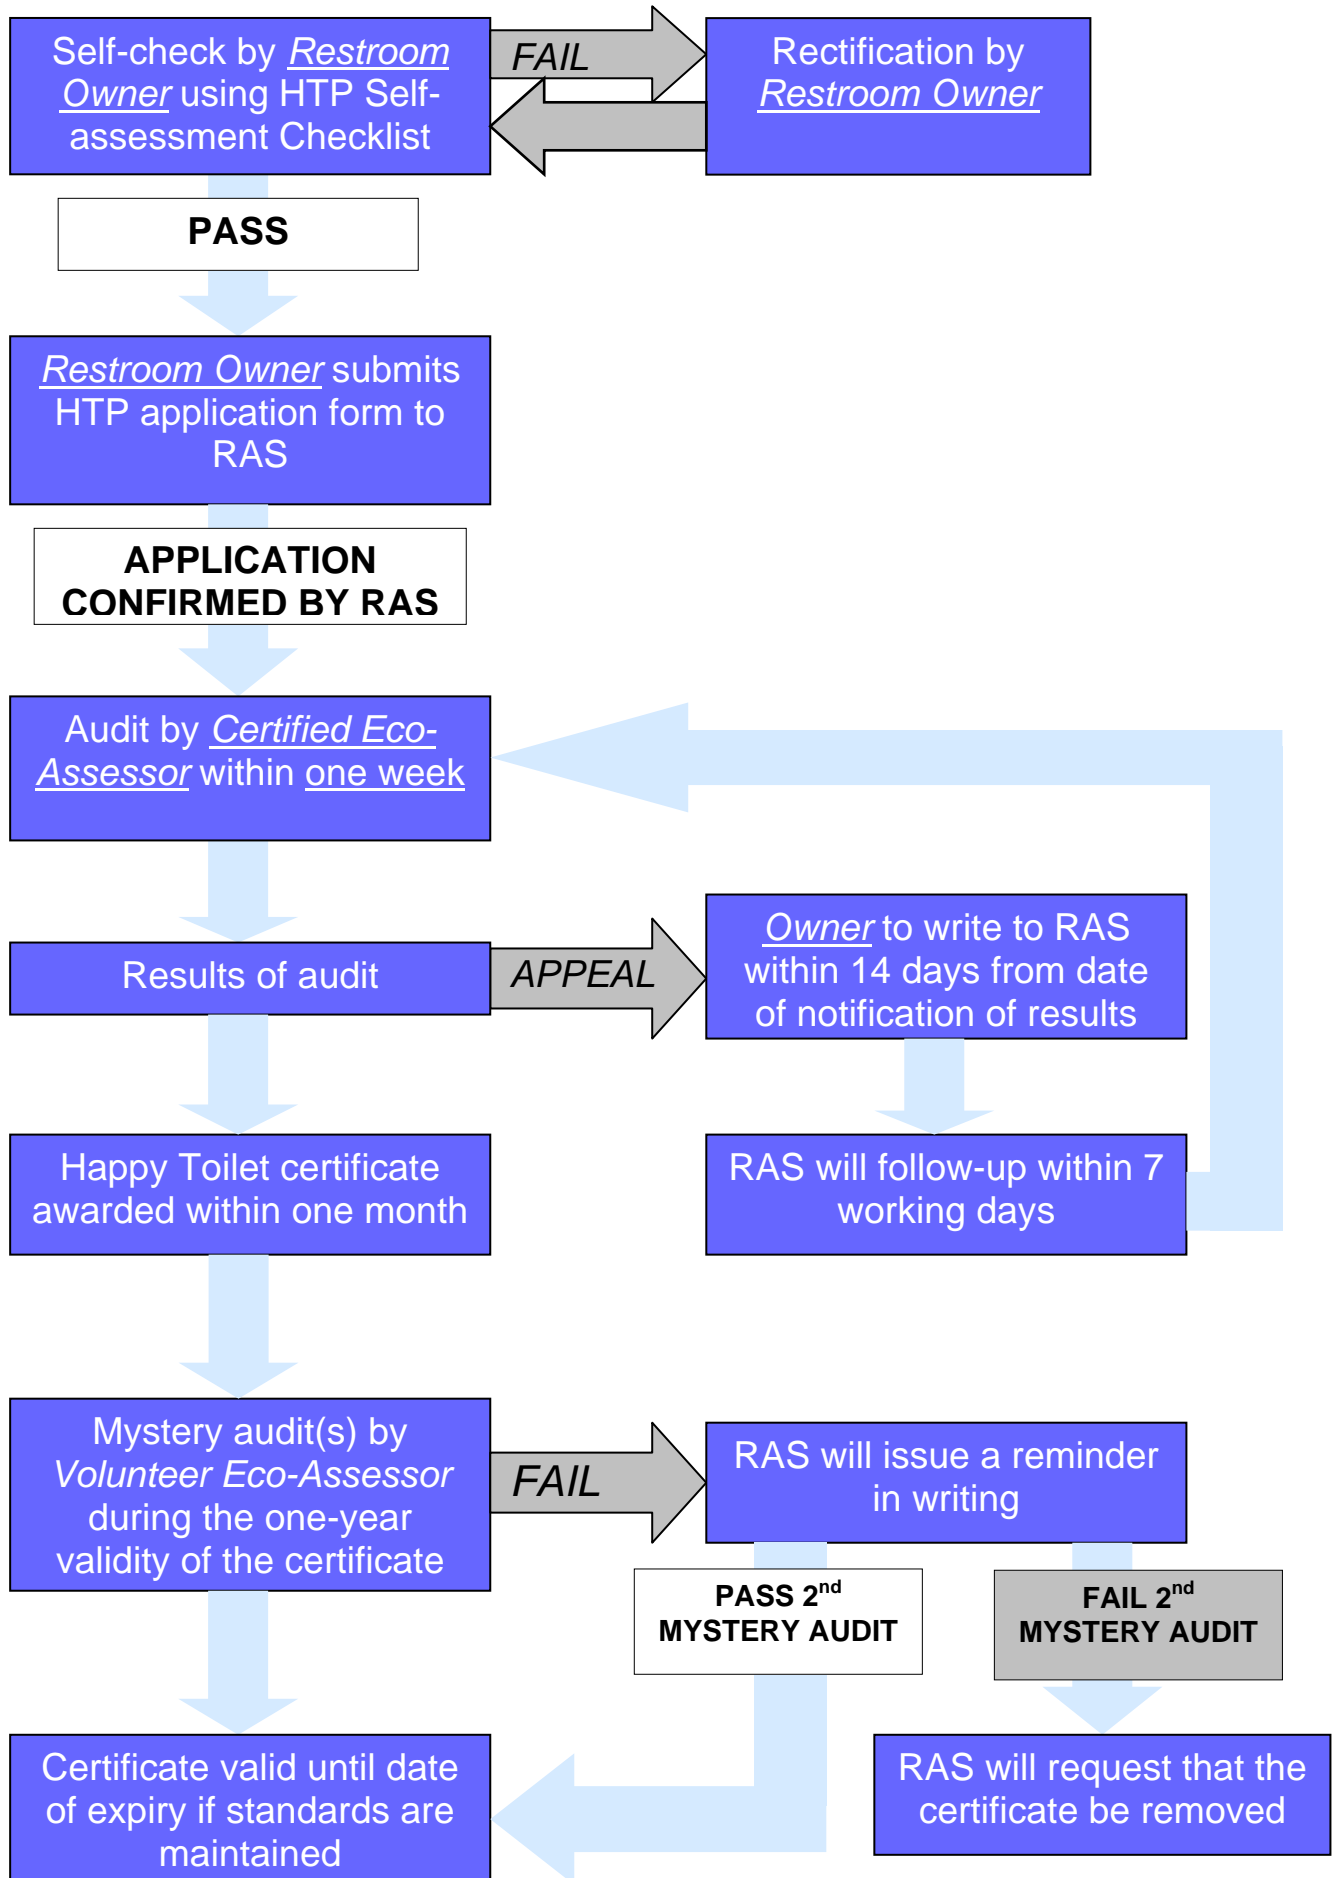 Self-check by Restroom
Owner using HTP Self-
assessment Checklist
FAIL
Rectification by
Restroom Owner
PASS
Restroom Owner submits
HTP application form to
RAS
APPLICATION
CONFIRMED BY RAS
Audit by Certified Eco-
Assessor within one week
Results of audit
APPEAL
Owner to write to RAS
within 14 days from date
of notification of results
Happy Toilet certificate
awarded within one month
RAS will follow-up within 7
working days
Mystery audit(s) by
Volunteer Eco-Assessor
during the one-year
validity of the certificate
FAIL
RAS will issue a reminder
in writing
PASS 2nd
MYSTERY AUDIT
FAIL 2nd
MYSTERY AUDIT
Certificate valid until date
of expiry if standards are
maintained
RAS will request that the
certificate be removed